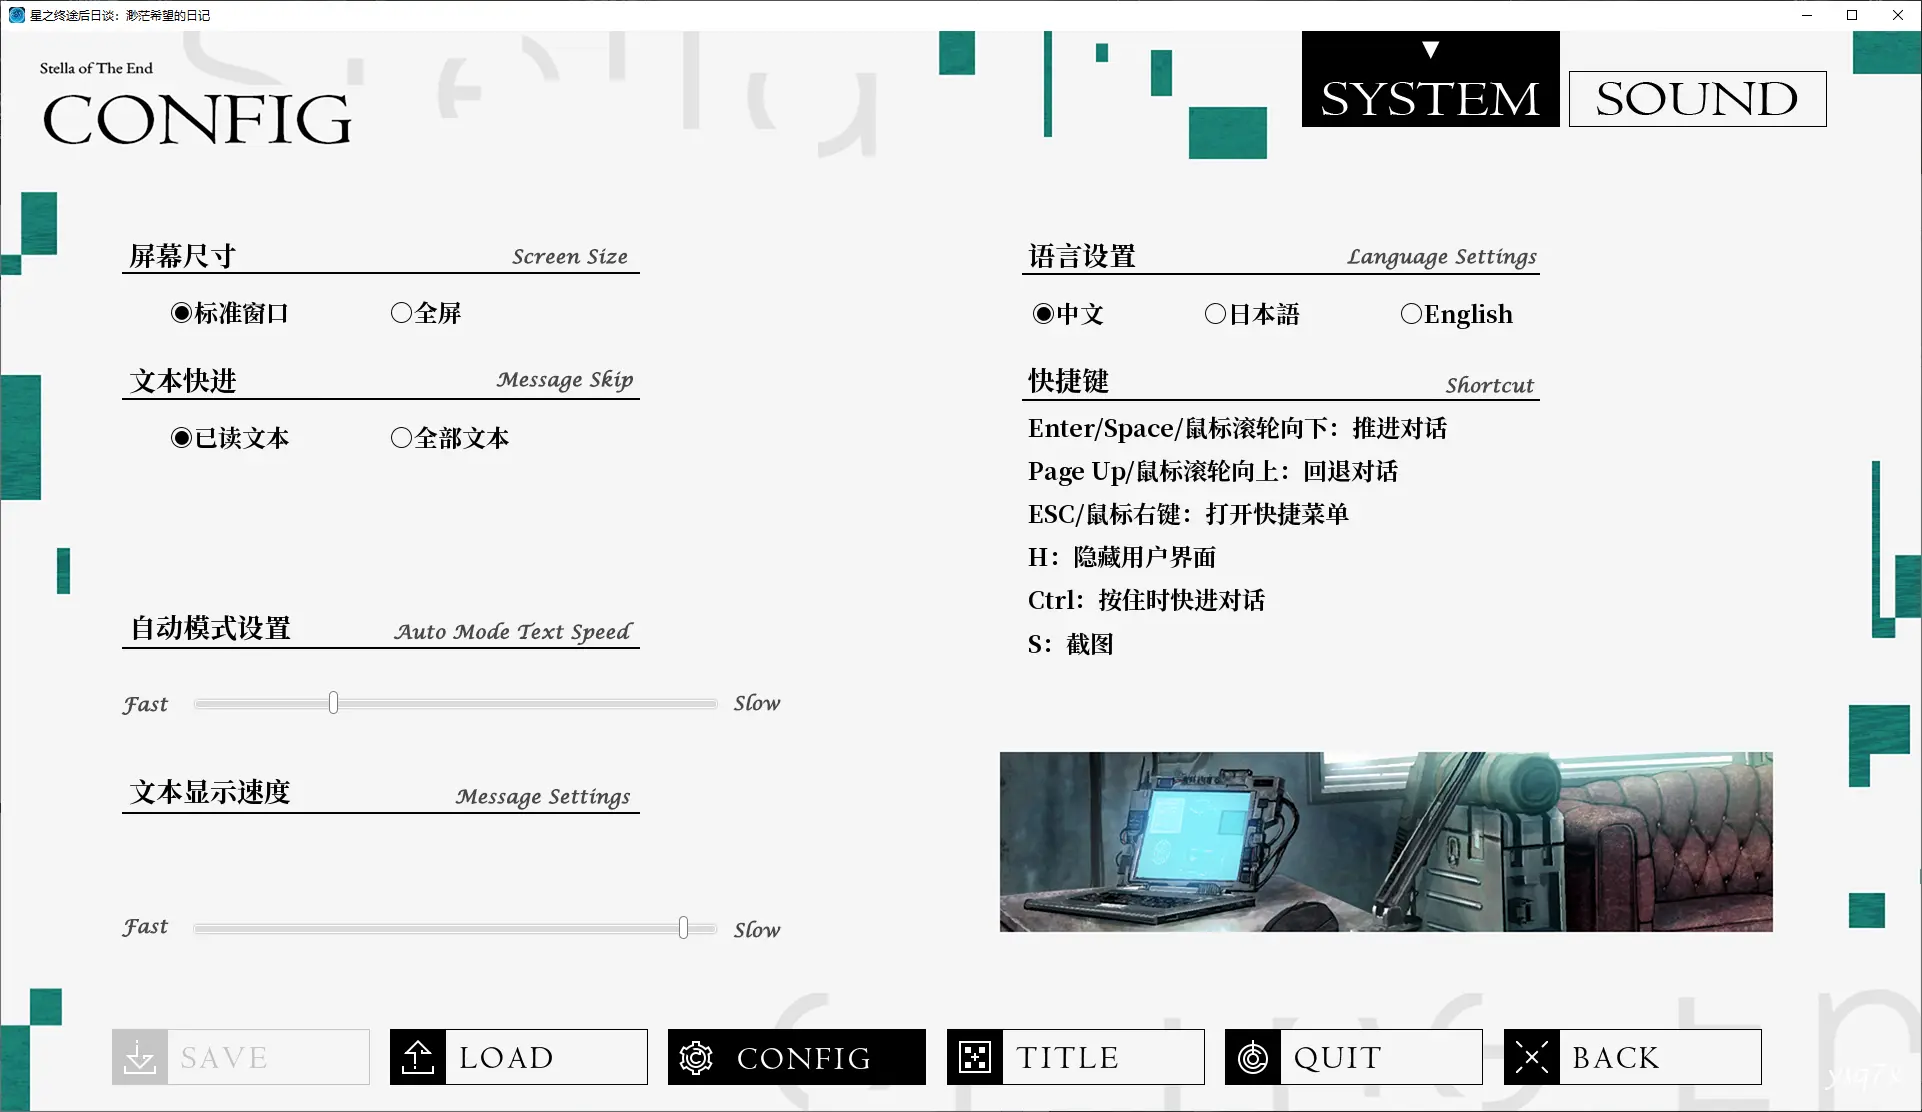 星之终途后日谈：渺茫希望的日记
Stella of The End
CONFIG
SYSTEM
SOUND
屏幕尺寸 Screen Size
◉标准窗口 ○全屏
文本快进 Message Skip
◉已读文本 ○全部文本
自动模式设置 Auto Mode Text Speed
Fast Slow
文本显示速度 Message Settings
Fast Slow
语言设置 Language Settings
◉中文 ○日本語 ○English
快捷键 Shortcut
Enter/Space/鼠标滚轮向下：推进对话
Page Up/鼠标滚轮向上：回退对话
ESC/鼠标右键：打开快捷菜单
H：隐藏用户界面
Ctrl：按住时快进对话
S：截图
SAVE LOAD CONFIG TITLE QUIT BACK